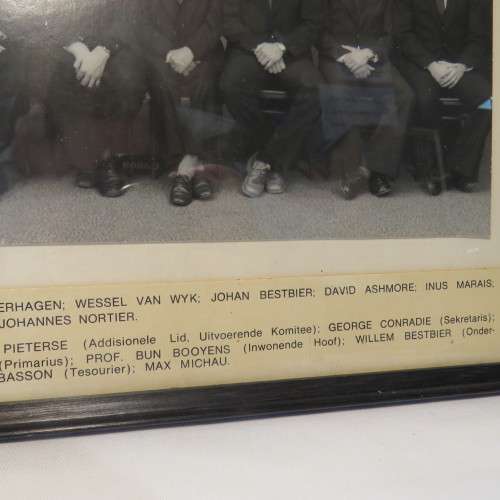 ERHAGEN; WESSEL VAN WYK; JOHAN BESTBIER; DAVID ASHMORE; INUS MARAIS;
JOHANNES NORTIER.
PIETERSE (Addisionele Lid, Uitvoerende Komitee); GEORGE CONRADIE (Sekretaris);
(Primarius); PROF. BUN BOOYENS (Inwonende Hoof); WILLEM BESTBIER (Onder-
BASSON (Tesourier); MAX MICHAU.